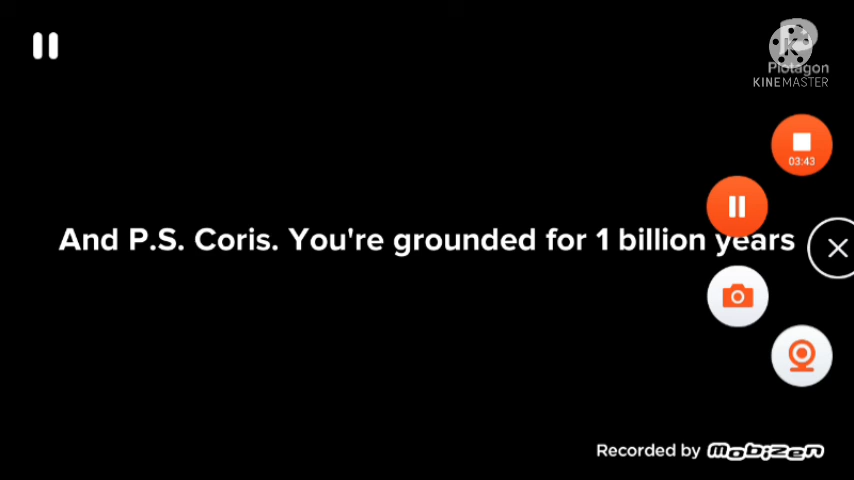 Plotagon
KINEMASTER
03:43
And P.S. Coris. You're grounded for 1 billion years
Recorded by Mobizen